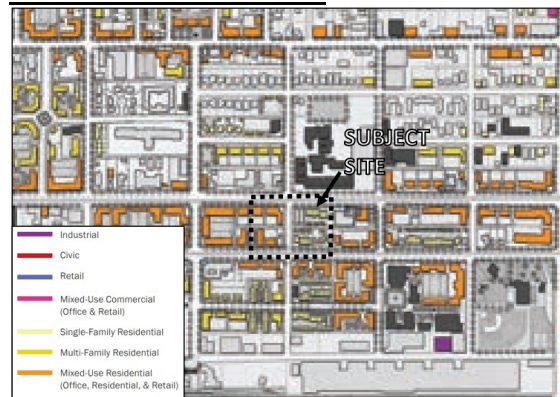 SUBJECT
SITE
Industrial
Civic
Retail
Mixed-Use Commercial
(Office & Retail)
Single-Family Residential
Multi-Family Residential
Mixed-Use Residential
(Office, Residential, & Retail)